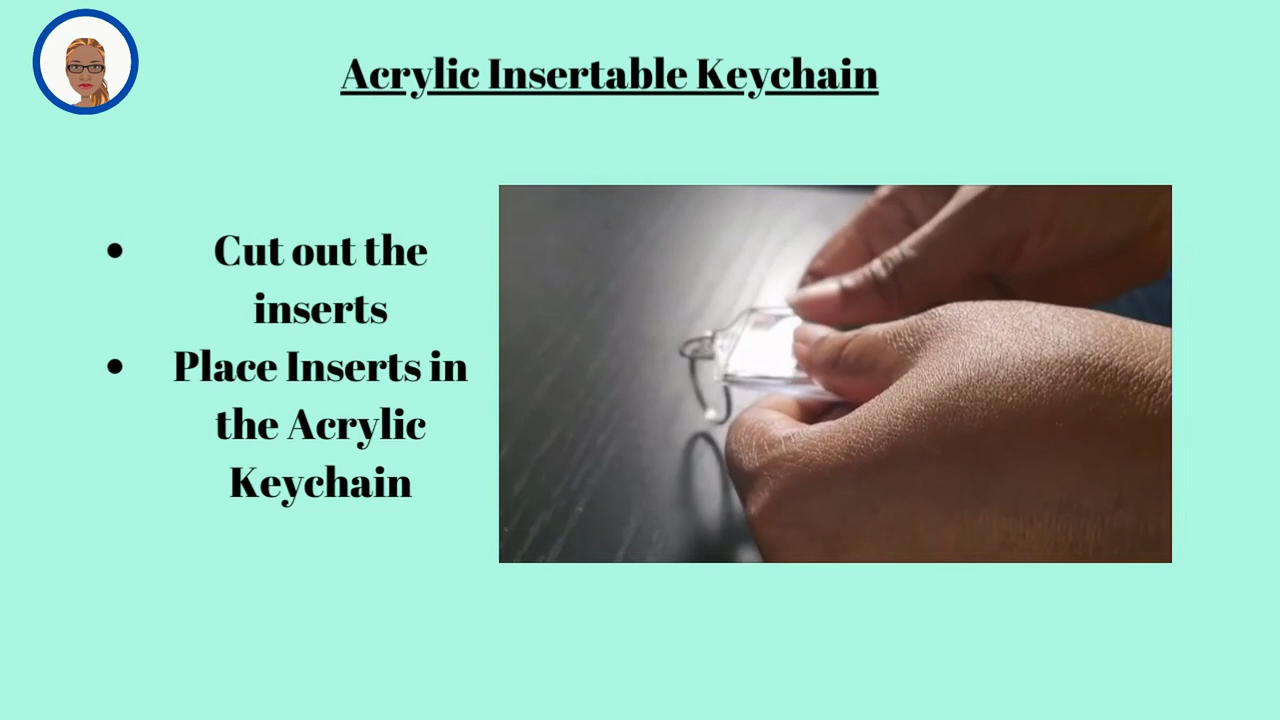 Acrylic Insertable Keychain
Cut out the
inserts
Place Inserts in
the Acrylic
Keychain